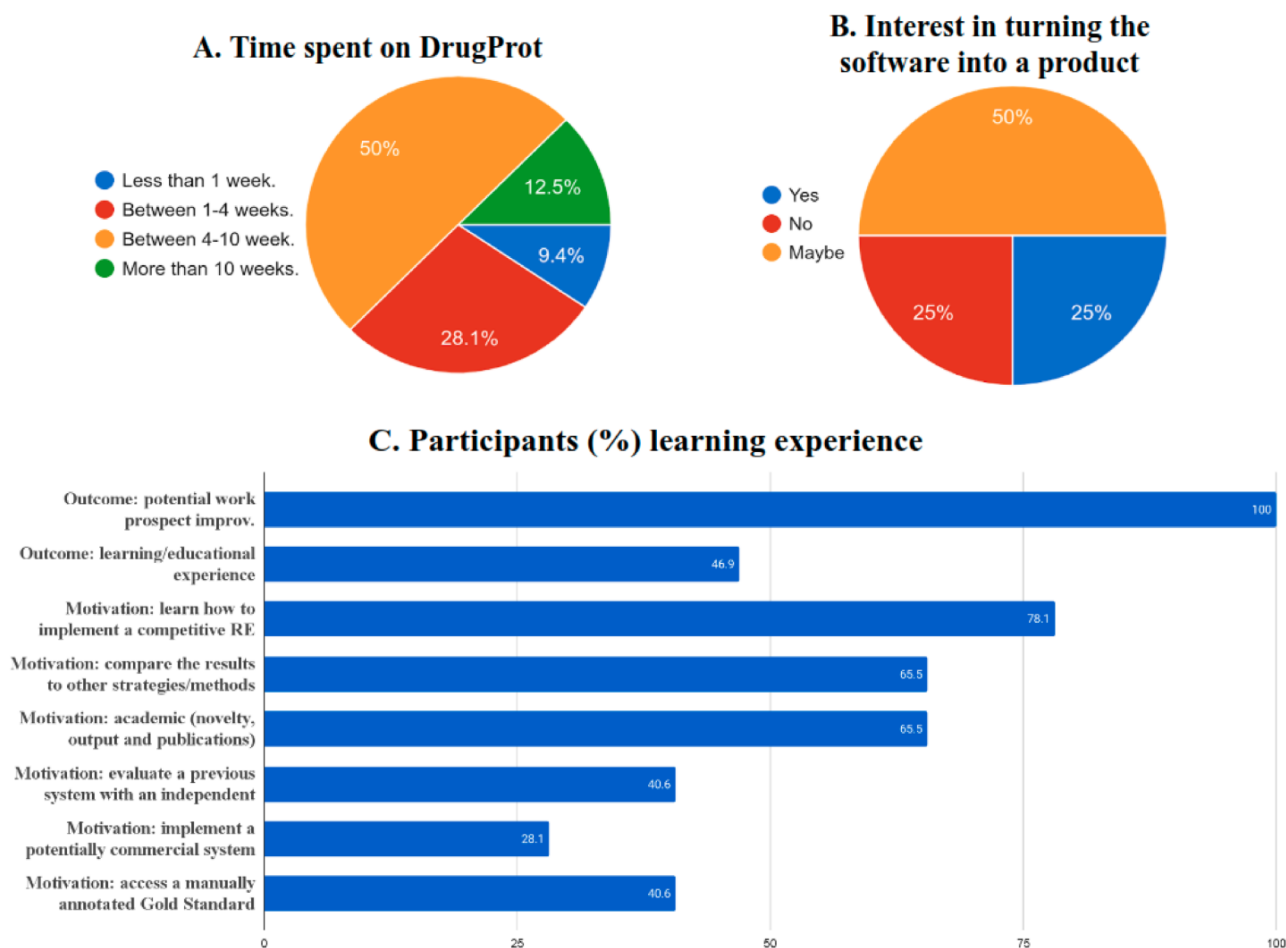 A. Time spent on DrugProt
Less than 1 week.
Between 1-4 weeks.
Between 4-10 week.
More than 10 weeks.
50%
12.5%
9.4%
28.1%
B. Interest in turning the
software into a product
Yes
No
Maybe
50%
25%
25%
C. Participants (%) learning experience
Outcome: potential work
prospect improv.
100
Outcome: learning/educational
experience
46.9
Motivation: learn how to
implement a competitive RE
78.1
Motivation: compare the results
to other strategies/methods
65.5
Motivation: academic (novelty,
output and publications)
65.5
Motivation: evaluate a previous
system with an independent
40.6
Motivation: implement a
potentially commercial system
28.1
Motivation: access a manually
annotated Gold Standard
40.6
0
25
50
75
100